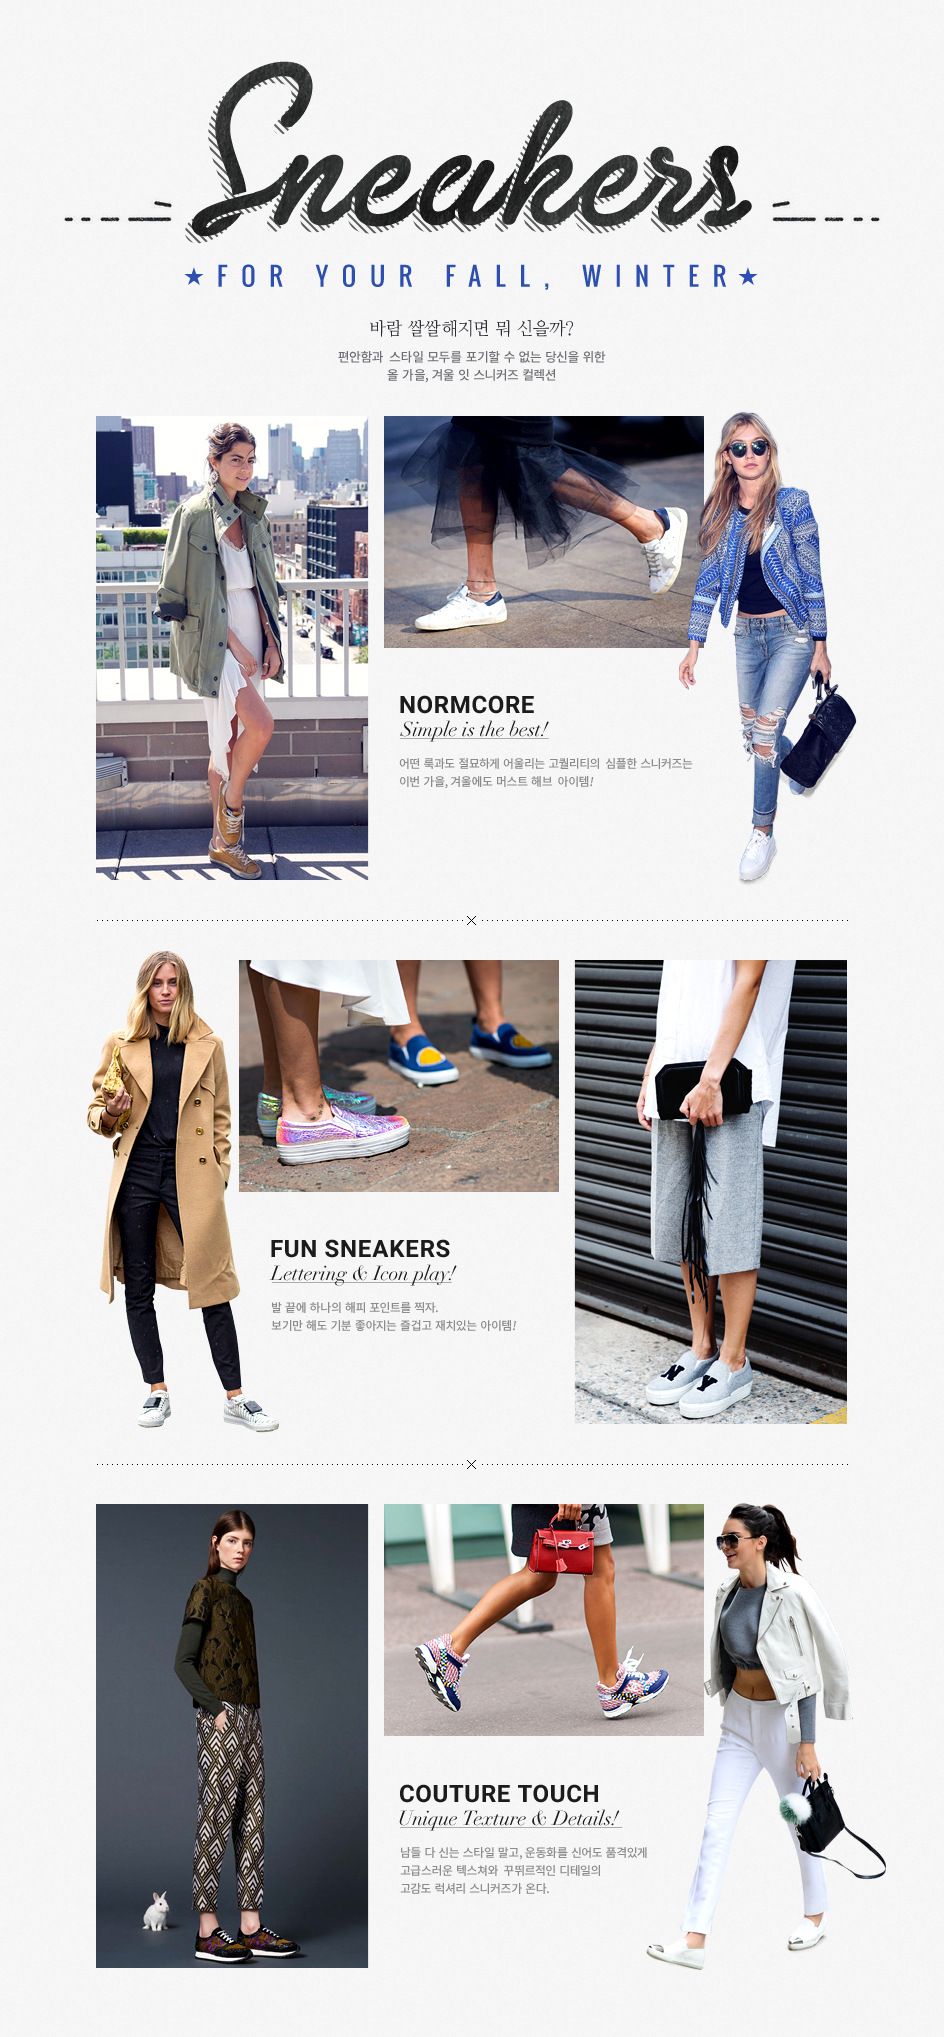 Sneakers
★FOR YOUR FALL, WINTER★
바람 쌀쌀해지면 뭐 신을까?
편안함과 스타일 모두를 포기할 수 없는 당신을 위한
올 가을, 겨울 잇 스니커즈 컬렉션
NORMCORE
Simple is the best!
어떤 룩과도 절묘하게 어울리는 고퀄리티의 심플한 스니커즈는
이번 가을, 겨울에도 머스트 해브 아이템!
FUN SNEAKERS
Lettering & Icon play!
발 끝에 하나의 해피 포인트를 찍자.
보기만 해도 기분 좋아지는 즐겁고 재치있는 아이템!
N Y
COUTURE TOUCH
Unique Texture & Details!
남들 다 신는 스타일 말고, 운동화를 신어도 품격있게
고급스러운 텍스쳐와 꾸뛰르적인 디테일의
고감도 럭셔리 스니커즈가 온다.